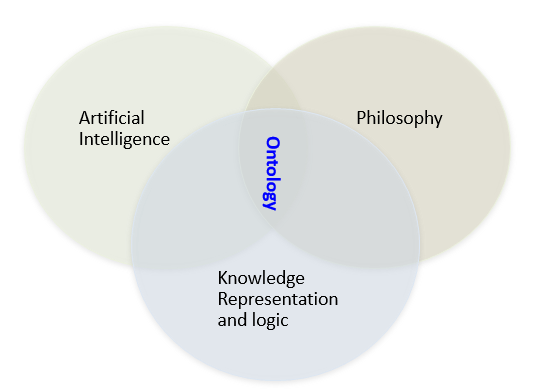 Artificial
Intelligence
Philosophy
Ontology
Knowledge
Representation
and logic